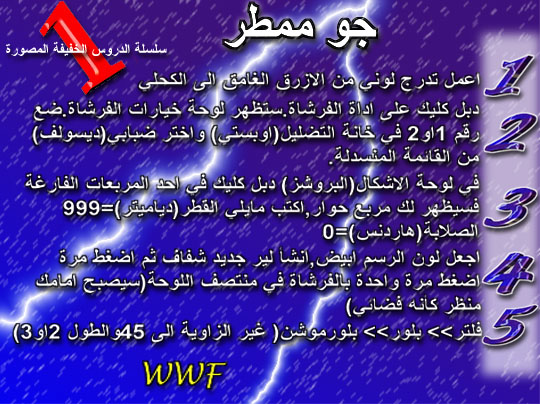 جو ممطر
سلسلة الدروس الخفيفة المصورة
1
1
اعمل تدرج لوني من الازرق الغامق الى الكحلي
2
دبل كليك على اداة الفرشاة.ستظهر لوحة خيارات الفرشاة.ضع
رقم 1او2 في خانة التضليل(اوبستي) واختر ضبابي(ديسولف)
من القائمة المنسدلة.
3
في لوحة الاشكال(البروشز) دبل كليك في احد المربعات الفارغة
فسيظهر لك مربع حوار,اكتب مايلي القطر(دياميتر)=999
الصلابة(هاردنس)=0
4
اجعل لون الرسم ابيض,انشأ لير جديد شفاف ثم اضغط مرة
اضغط مرة واحدة بالفرشاة في منتصف اللوحة(سيصبح امامك
منظر كأنه فضائي)
5
فلتر>> بلور>> بلورموشن( غير الزاوية الى 45والطول 2او3)
WWF